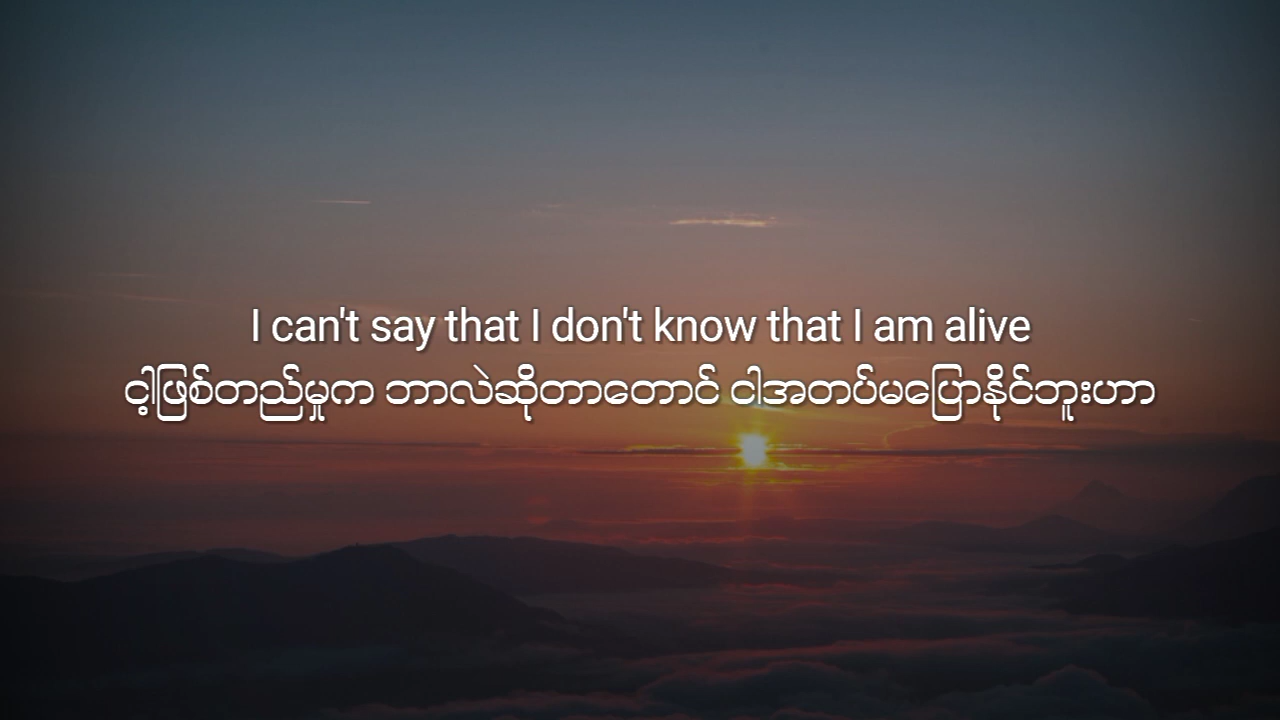 I can't say that I don't know that I am alive
ငါ့ဖြစ်တည်မှုက ဘာလဲဆိုတာတောင် ငါအတပ်မပြောနိုင်ဘူးဟာ